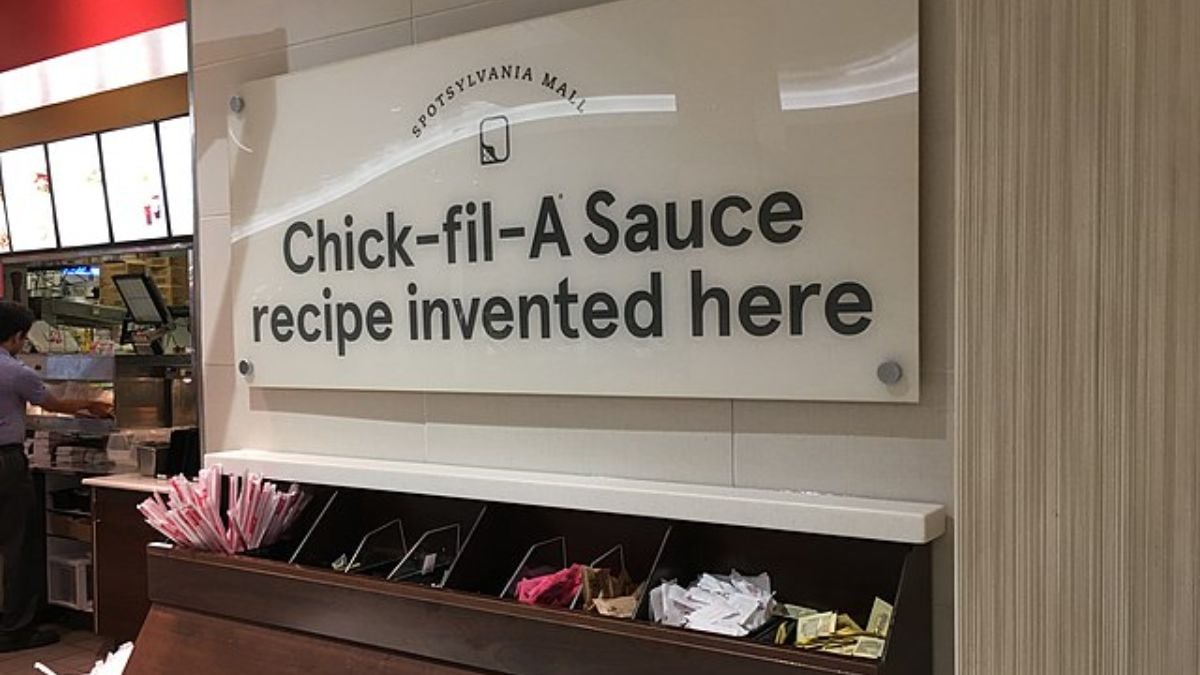 SPOTSYLVANIA MALL
Chick-fil-A® Sauce
recipe invented here